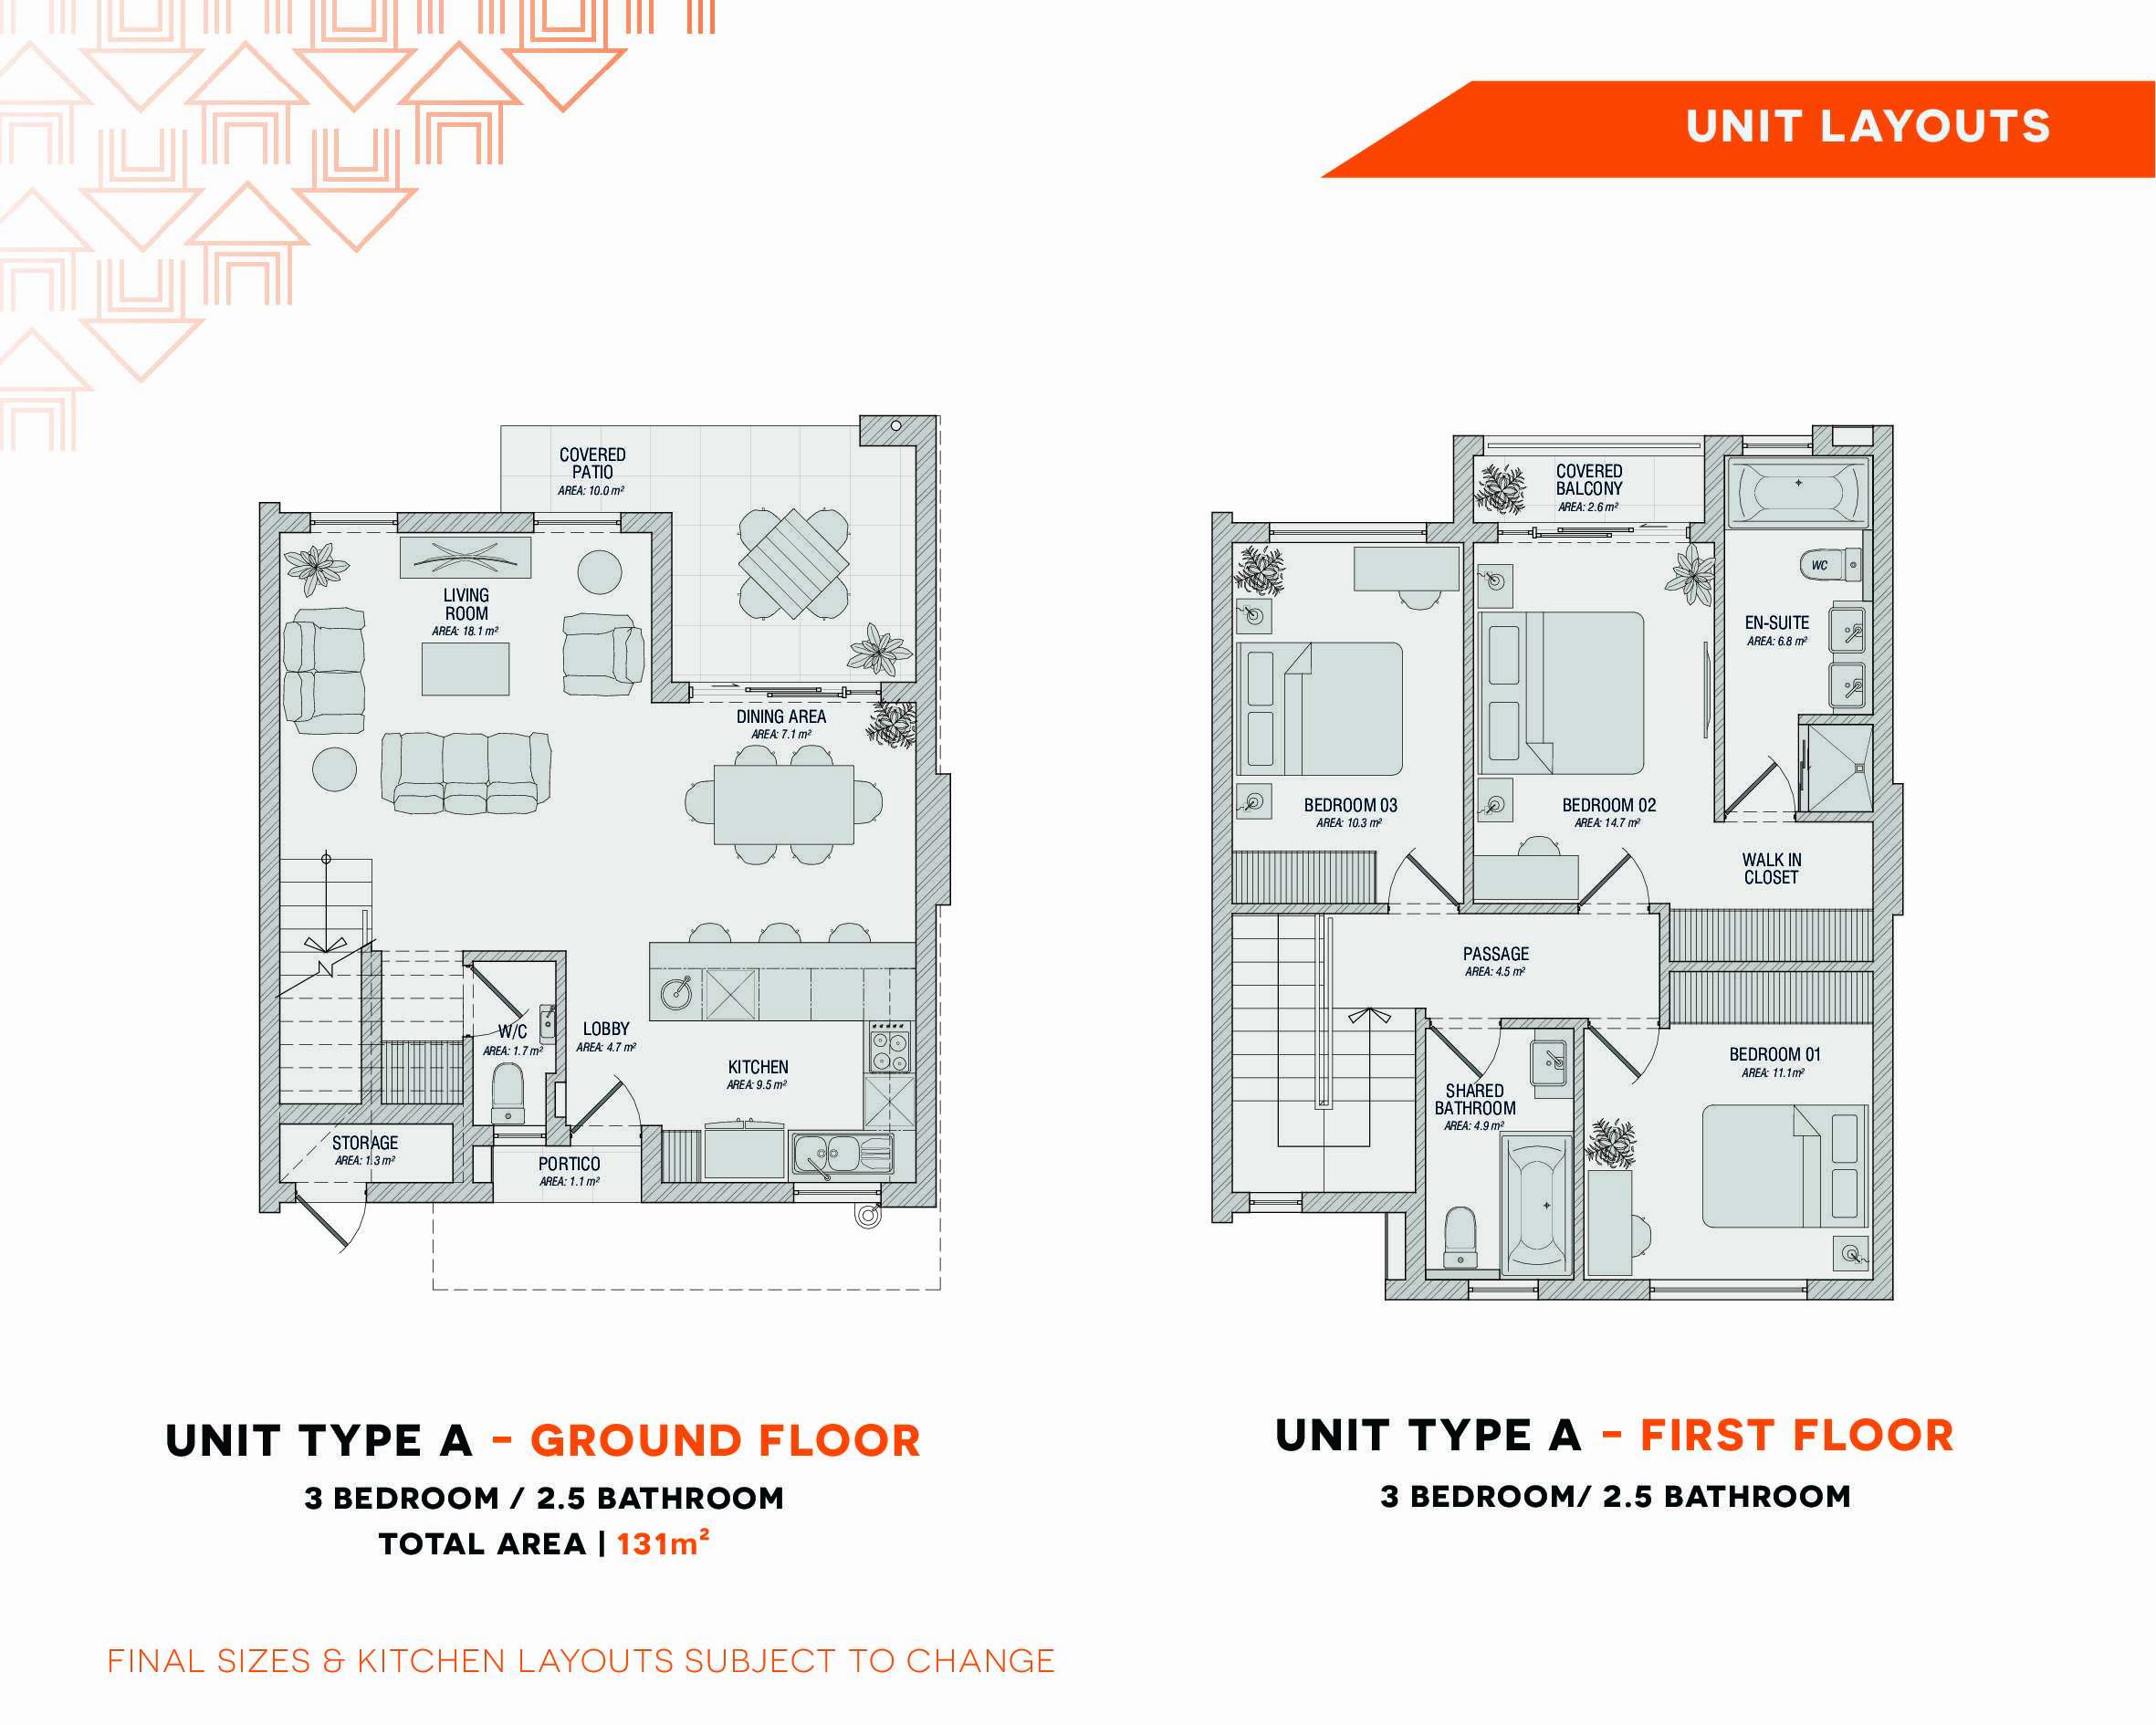 UNIT LAYOUTS
COVERED
PATIO
AREA: 10.0 m²
LIVING
ROOM
AREA: 18.1 m²
DINING AREA
AREA: 7.1 m²
W/C
AREA: 1.7 m²
LOBBY
AREA: 4.7 m²
KITCHEN
AREA: 9.5 m²
STORAGE
AREA: 1.3 m²
PORTICO
AREA: 1.1 m²
COVERED
BALCONY
AREA: 2.6 m²
WC
EN-SUITE
AREA: 6.8 m²
BEDROOM 03
AREA: 10.3 m²
BEDROOM 02
AREA: 14.7 m²
WALK IN
CLOSET
PASSAGE
AREA: 4.5 m²
BEDROOM 01
AREA: 11.1m²
SHARED
BATHROOM
AREA: 4.9 m²
UNIT TYPE A - GROUND FLOOR
3 BEDROOM / 2.5 BATHROOM
TOTAL AREA | 131m²
UNIT TYPE A - FIRST FLOOR
3 BEDROOM/ 2.5 BATHROOM
FINAL SIZES & KITCHEN LAYOUTS SUBJECT TO CHANGE